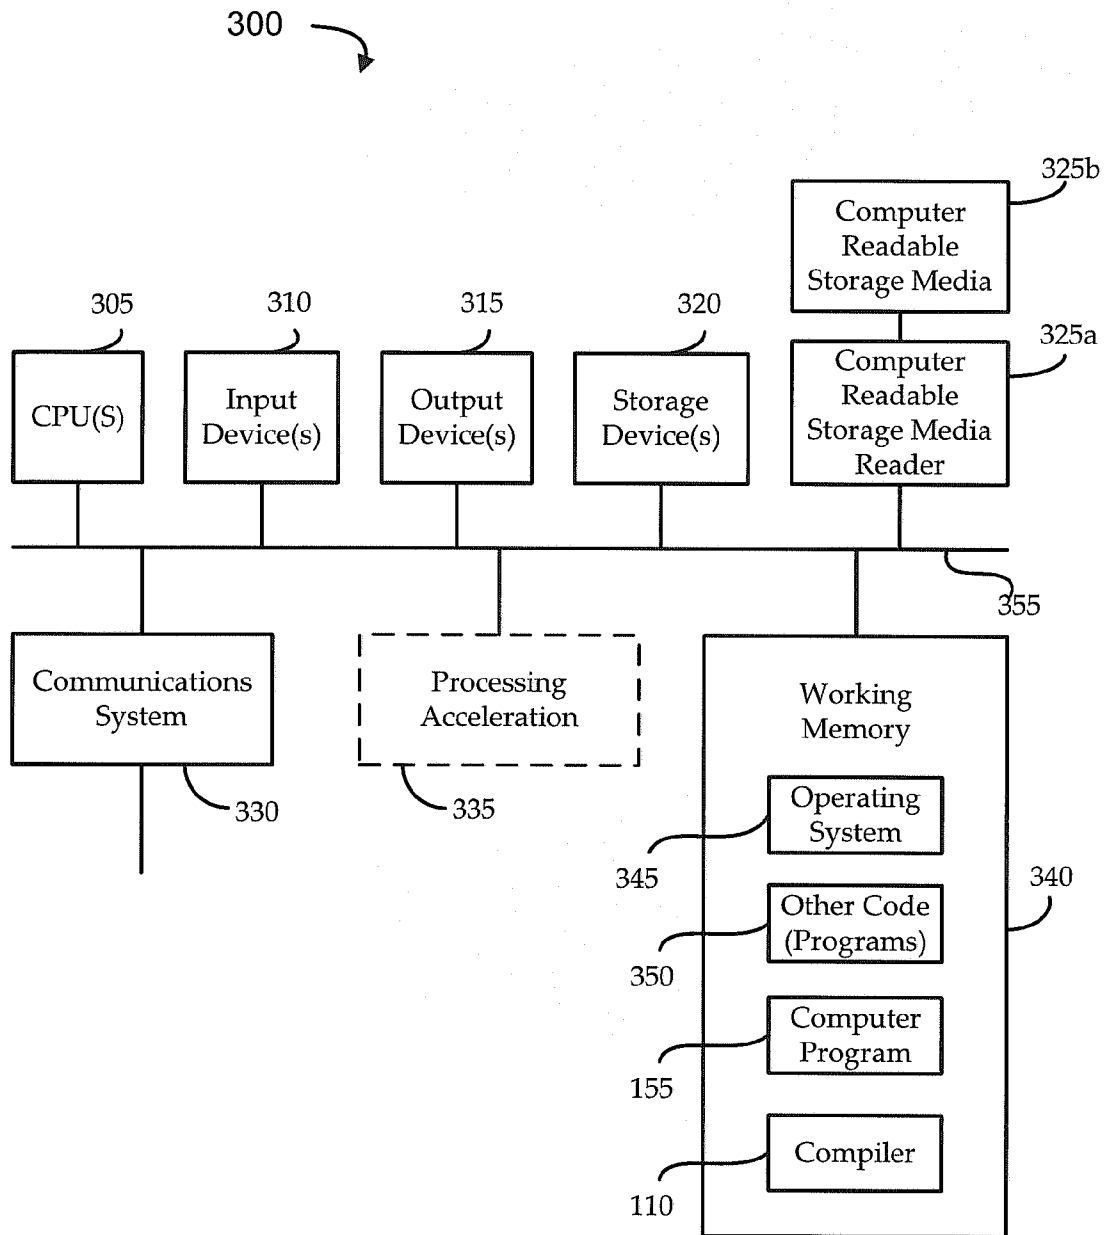 300
325b
Computer
Readable
Storage Media
305
310
315
320
325a
CPU(S)
Input
Device(s)
Output
Device(s)
Storage
Device(s)
Computer
Readable
Storage Media
Reader
355
Communications
System
330
Processing
Acceleration
335
Working
Memory
Operating
System
345
340
Other Code
(Programs)
350
Computer
Program
155
Compiler
110